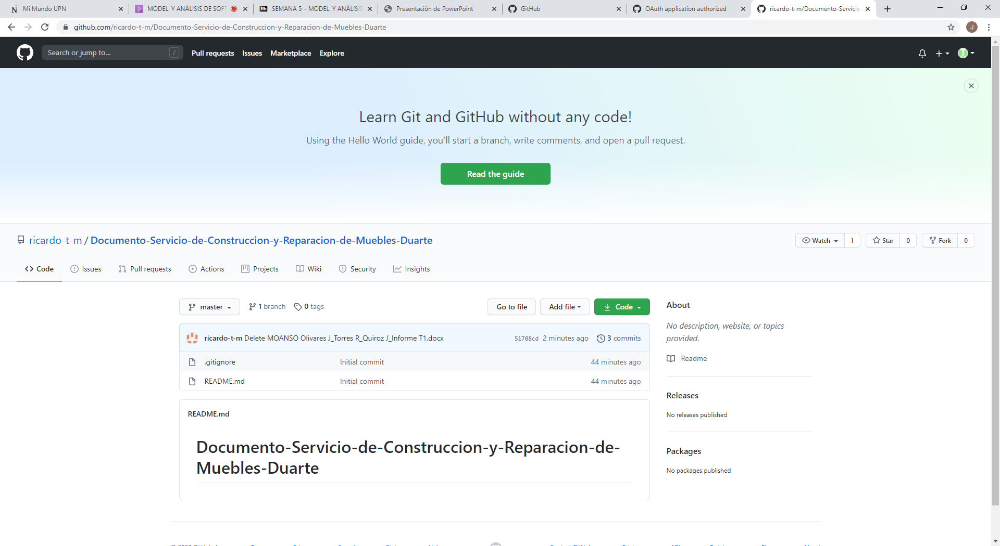 Mi Mundo UPN
MODEL. Y ANÁLISIS DE SOFT
SEMANA 5 – MODEL. Y ANÁLISIS
Presentación de PowerPoint
GitHub
OAuth application authorized
ricardo-t-m/Documento-Servicio
github.com/ricardo-t-m/Documento-Servicio-de-Construccion-y-Reparacion-de-Muebles-Duarte
J
Search or jump to...
/
Pull requests
Issues
Marketplace
Explore
Learn Git and GitHub without any code!
Using the Hello World guide, you’ll start a branch, write comments, and open a pull request.
Read the guide
ricardo-t-m / Documento-Servicio-de-Construccion-y-Reparacion-de-Muebles-Duarte
Watch 1
Star 0
Fork 0
Code
Issues
Pull requests
Actions
Projects
Wiki
Security
Insights
master
1 branch
0 tags
Go to file
Add file
Code
ricardo-t-m Delete MOANSO Olivares J_Torres R_Quiroz J_Informe T1.docx
51708cd 2 minutes ago
3 commits
.gitignore
Initial commit
44 minutes ago
README.md
Initial commit
44 minutes ago
README.md
Documento-Servicio-de-Construccion-y-Reparacion-de-
Muebles-Duarte
About
No description, website, or topics
provided.
Readme
Releases
No releases published
Packages
No packages published